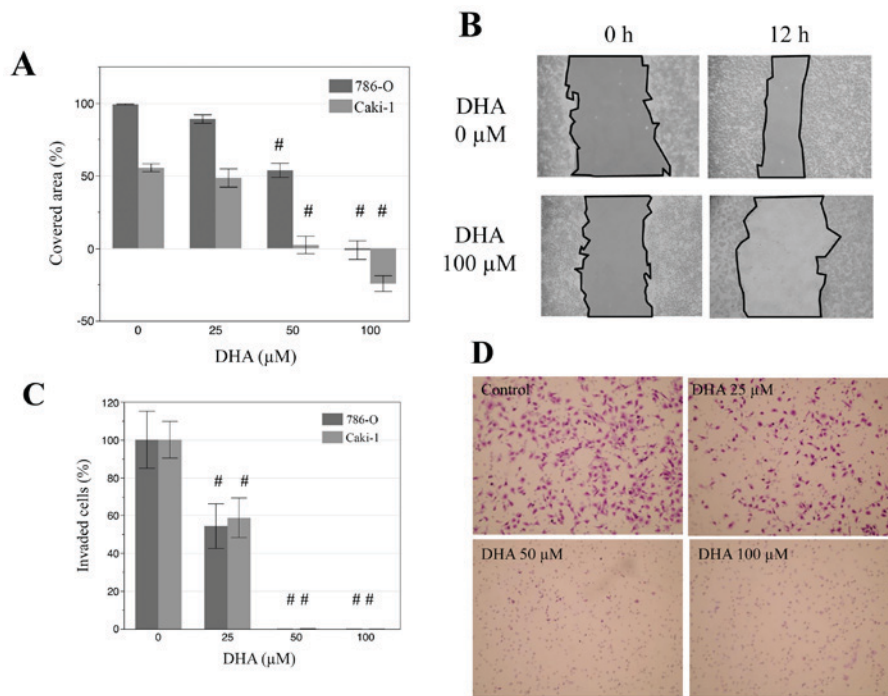 A
Covered area (%)
100
50
0
-50
786-O
Caki-1
#
#
# #
0 25 50 100
DHA (µM)
B
0 h 12 h
DHA
0 µM
DHA
100 µM
C
Invaded cells (%)
120
100
80
60
40
20
0
786-O
Caki-1
# #
# # # #
0 25 50 100
DHA (µM)
D
Control DHA 25 µM
DHA 50 µM DHA 100 µM